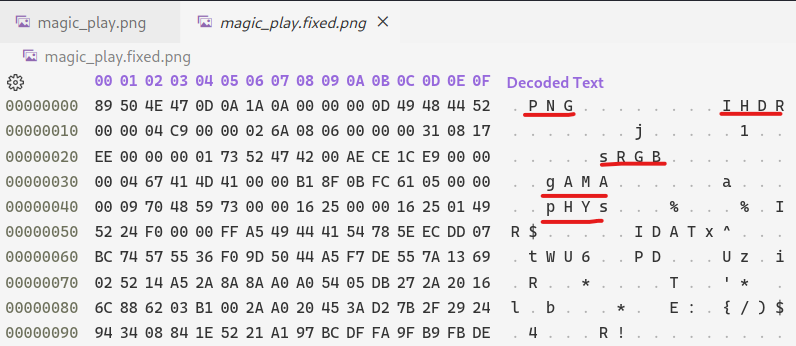 magic_play.png magic_play.fixed.png ×
magic_play.fixed.png
00 01 02 03 04 05 06 07 08 09 0A 0B 0C 0D 0E 0F Decoded Text
00000000 89 50 4E 47 0D 0A 1A 0A 00 00 00 0D 49 48 44 52 . P N G . . . . . . . . I H D R
00000010 00 00 04 C9 00 00 02 6A 08 06 00 00 00 31 08 17 . . . . . . . j . . . . . 1 . .
00000020 EE 00 00 00 01 73 52 47 42 00 AE CE 1C E9 00 00 . . . . . s R G B . . . . . . .
00000030 00 04 67 41 4D 41 00 00 B1 8F 0B FC 61 05 00 00 . . g A M A . . . . . . a . . .
00000040 00 09 70 48 59 73 00 00 16 25 00 00 16 25 01 49 . . p H Y s . . . % . . . % . I
00000050 52 24 F0 00 00 FF A5 49 44 41 54 78 5E EC DD 07 R $ . . . . . I D A T x ^ . . .
00000060 BC 74 57 55 36 F0 9D 50 44 A5 F7 DE 55 7A 13 69 . t W U 6 . . P D . . . U z . i
00000070 02 52 14 A5 2A 8A 8A A0 A0 54 05 DB 27 2A 20 16 . R . . * . . . . T . . ' * .
00000080 6C 88 62 03 B1 00 2A A0 20 45 3A D2 7B 2F 29 24 l . b . . . * . E : . { / ) $
00000090 94 34 08 84 1E 52 21 A1 97 BC DF FA 9F B9 FB DE . 4 . . . R ! . . . . . . . . .